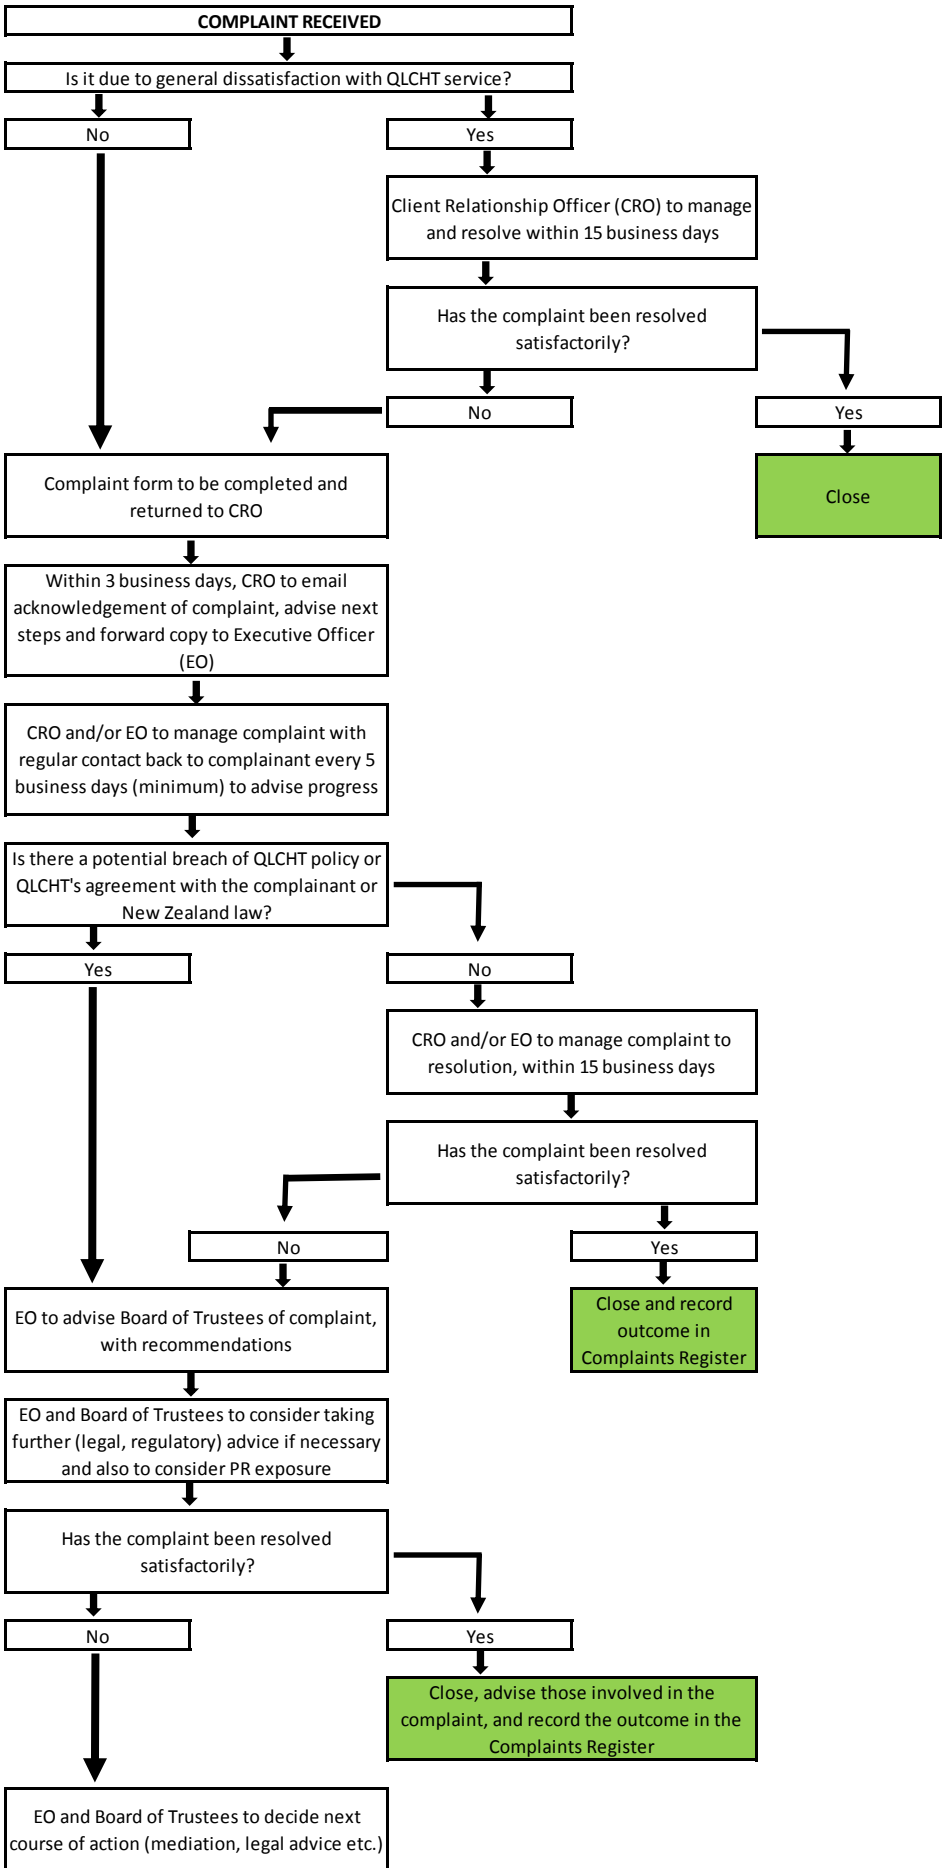 COMPLAINT RECEIVED
Is it due to general dissatisfaction with QLCHT service?
No
Yes
Client Relationship Officer (CRO) to manage
and resolve within 15 business days
Has the complaint been resolved
satisfactorily?
No
Yes
Complaint form to be completed and
returned to CRO
Close
Within 3 business days, CRO to email
acknowledgement of complaint, advise next
steps and forward copy to Executive Officer
(EO)
CRO and/or EO to manage complaint with
regular contact back to complainant every 5
business days (minimum) to advise progress
Is there a potential breach of QLCHT policy or
QLCHT's agreement with the complainant or
New Zealand law?
Yes
No
CRO and/or EO to manage complaint to
resolution, within 15 business days
Has the complaint been resolved
satisfactorily?
No
Yes
EO to advise Board of Trustees of complaint,
with recommendations
Close and record
outcome in
Complaints Register
EO and Board of Trustees to consider taking
further (legal, regulatory) advice if necessary
and also to consider PR exposure
Has the complaint been resolved
satisfactorily?
No
Yes
Close, advise those involved in the
complaint, and record the outcome in the
Complaints Register
EO and Board of Trustees to decide next
course of action (mediation, legal advice etc.)